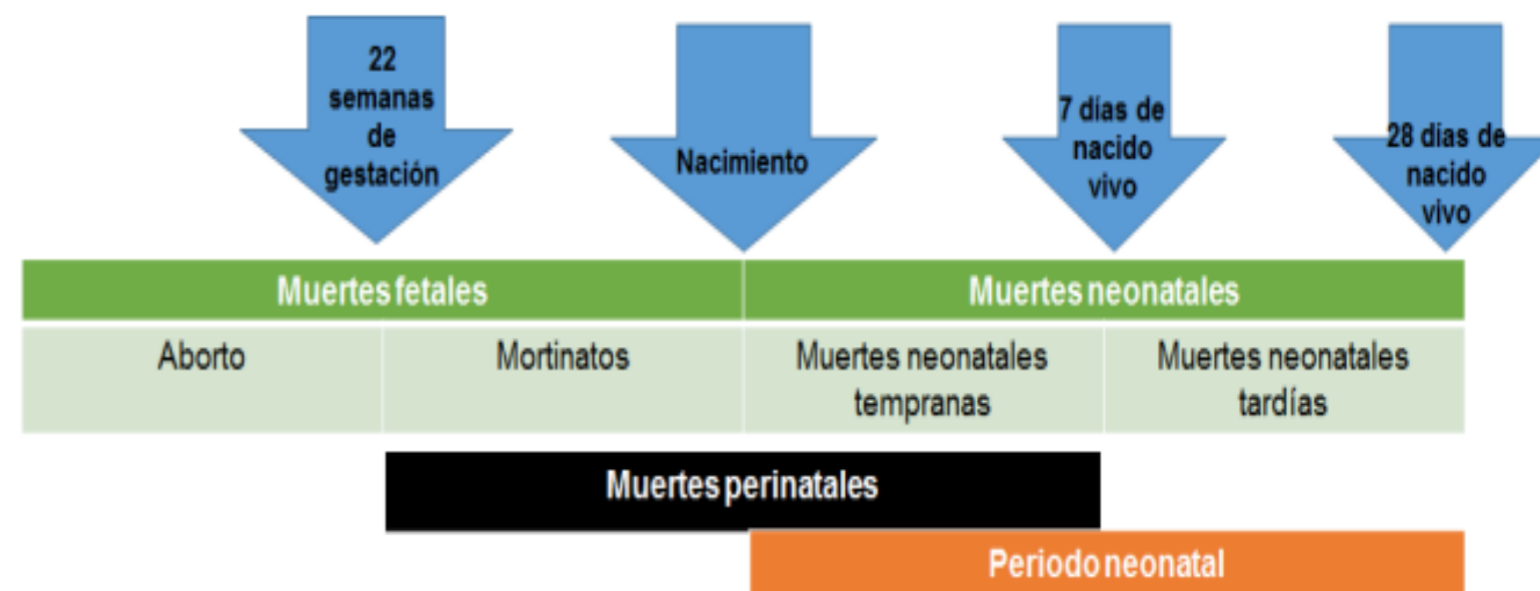 22
semanas
de
gestación
Nacimiento
7 días de
nacido
vivo
28 días de
nacido
vivo
Muertes fetales
Muertes neonatales
Aborto
Mortinatos
Muertes neonatales
tempranas
Muertes neonatales
tardías
Muertes perinatales
Periodo neonatal